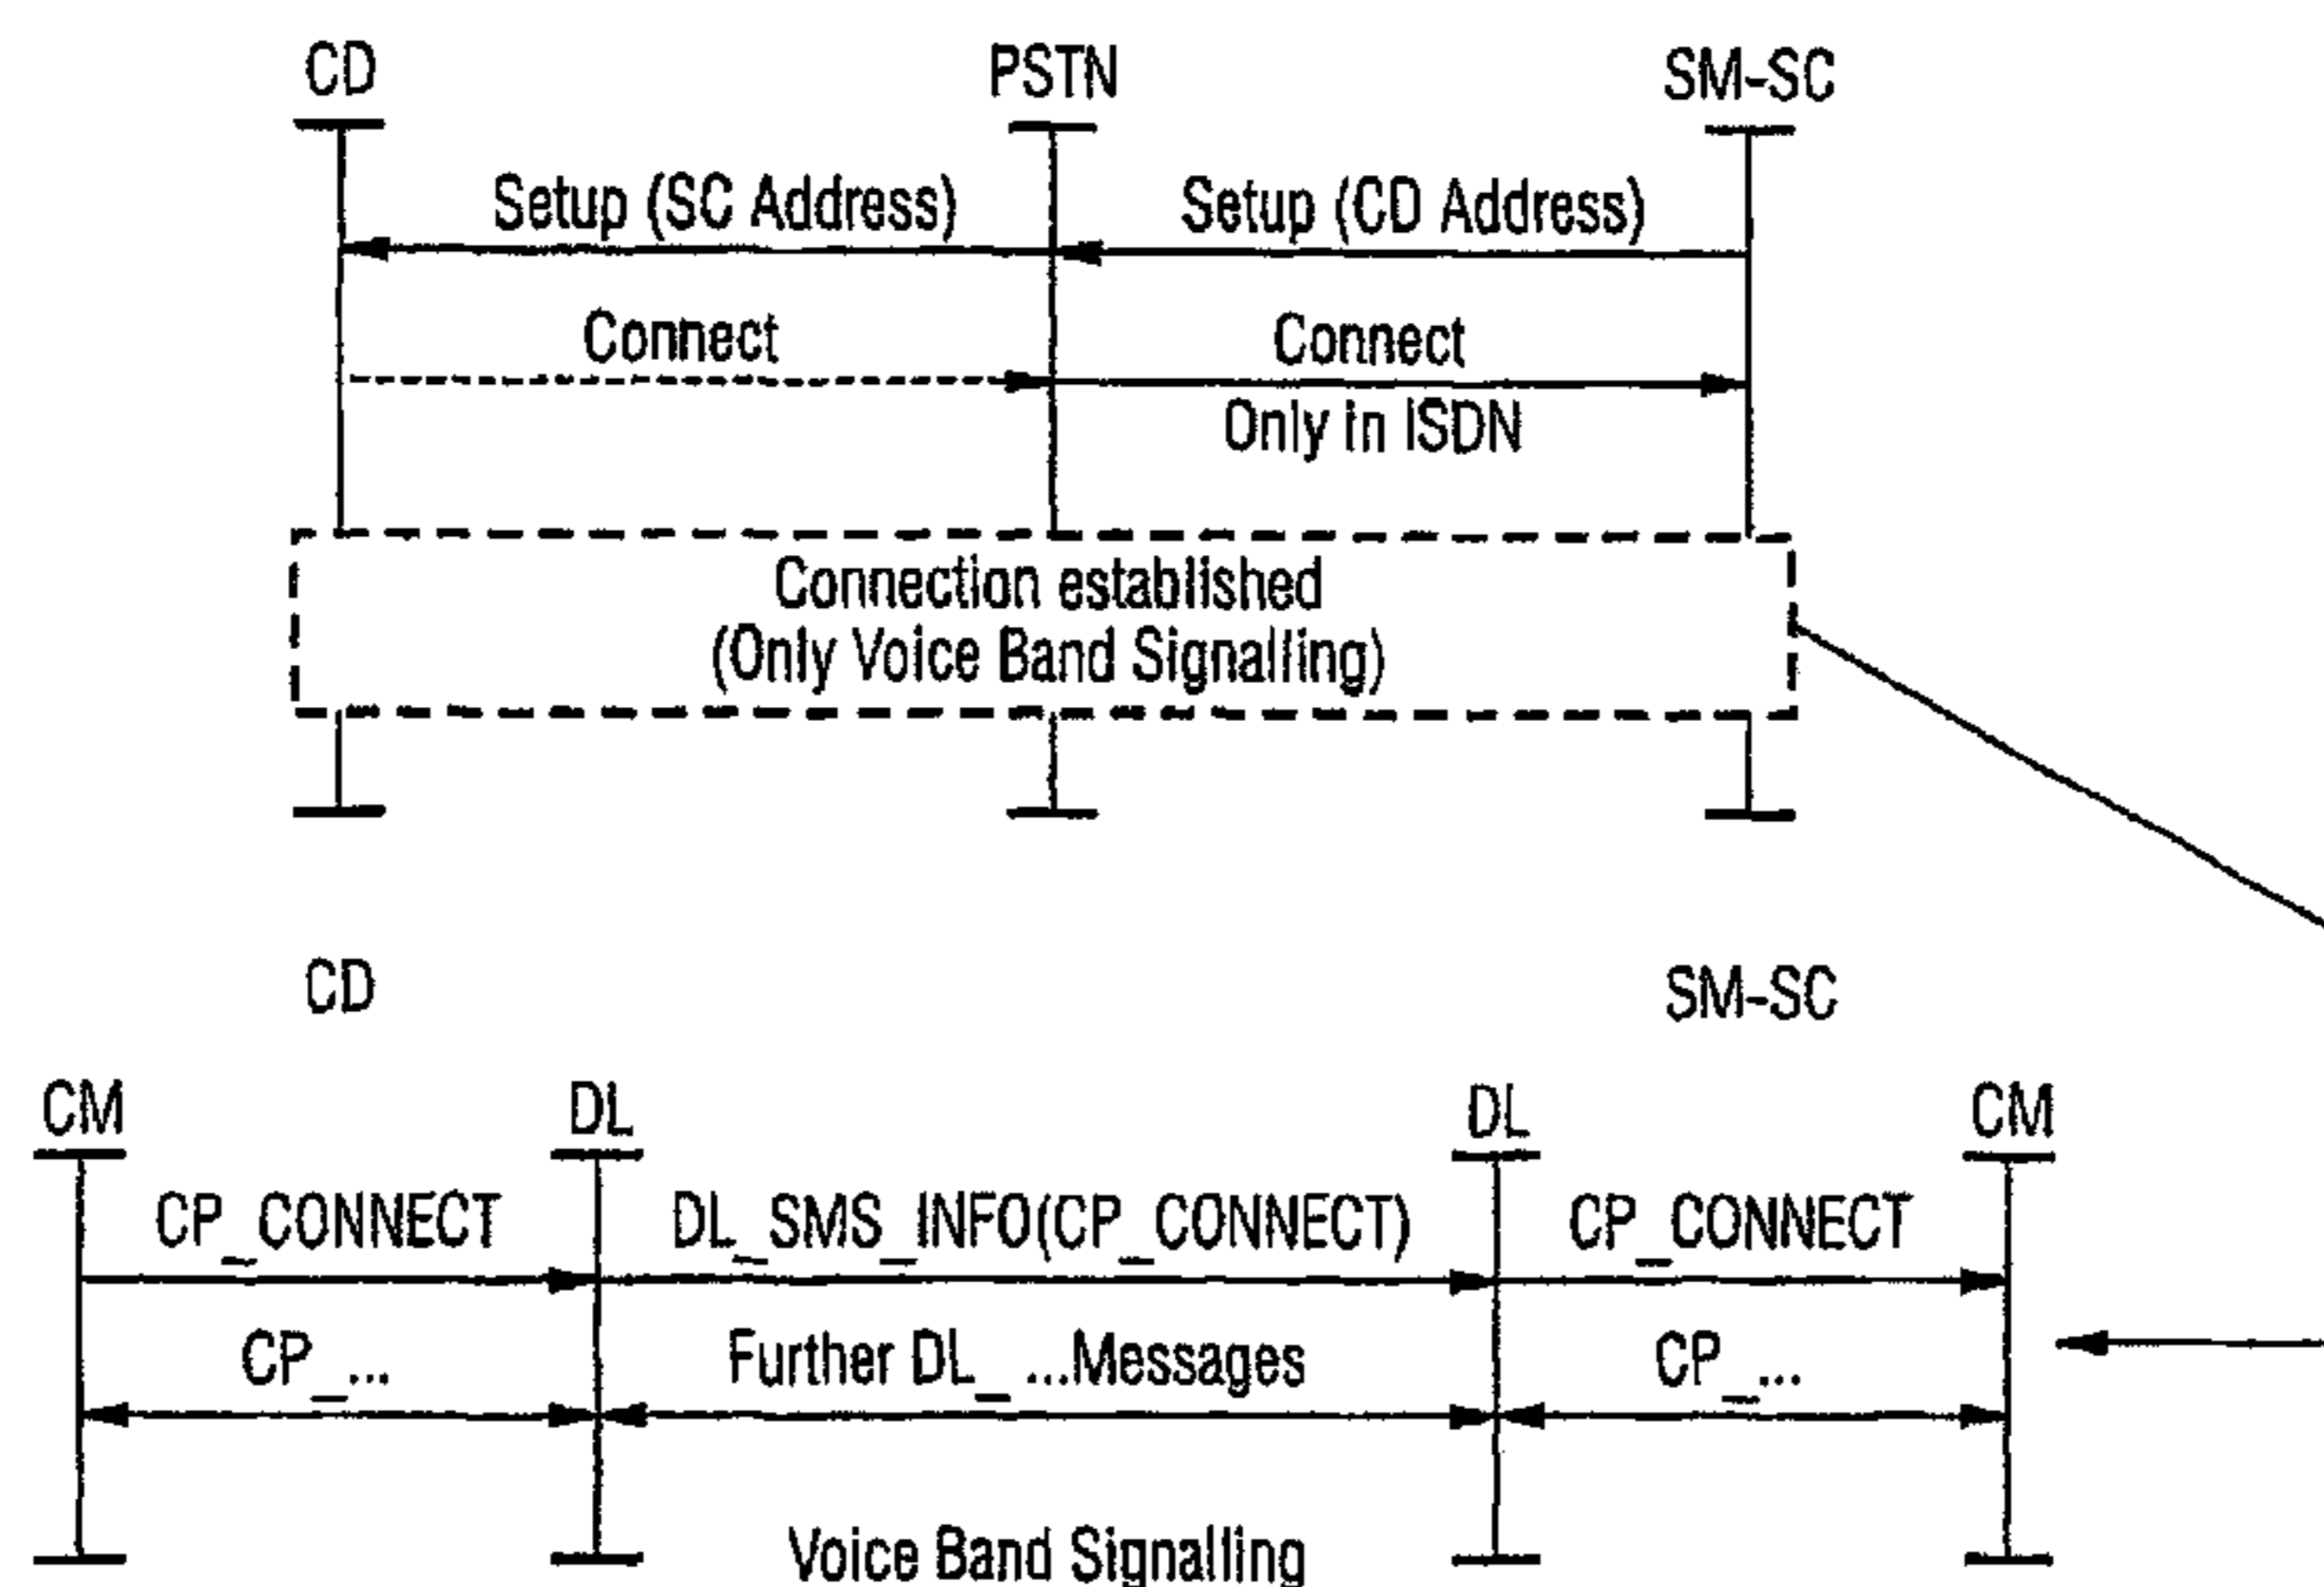 CD PSTN SM-SC
Setup (SC Address) Setup (CD Address)
Connect Connect
Only in ISDN
Connection established
(Only Voice Band Signalling)
CD SM-SC
CM DL DL CM
CP_CONNECT DL_SMS_INFO(CP_CONNECT) CP_CONNECT
CP_... Further DL_ ...Messages CP_...
Voice Band Signalling